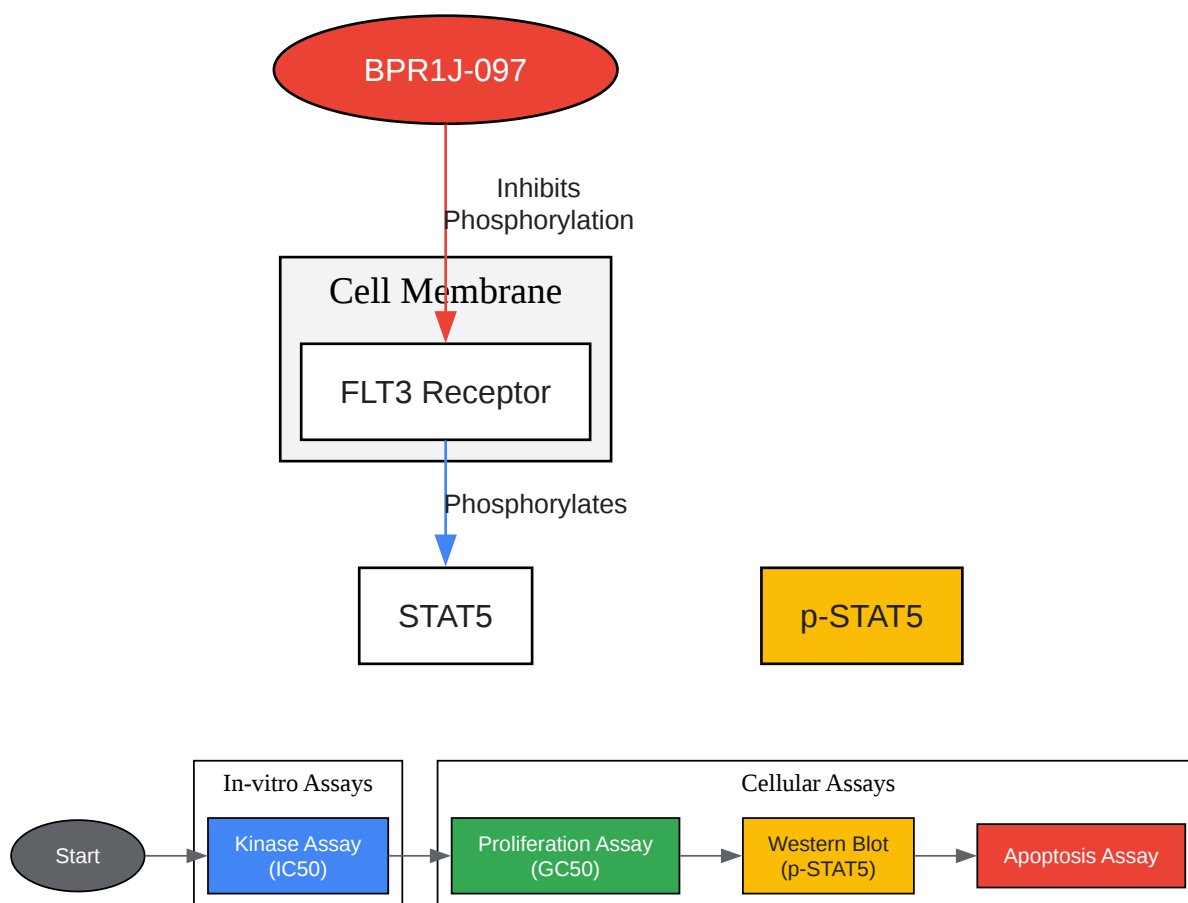 BPR1J-097
Inhibits
Phosphorylation
Cell Membrane
FLT3 Receptor
Phosphorylates
STAT5
p-STAT5
In-vitro Assays
Cellular Assays
Start
Kinase Assay
(IC50)
Proliferation Assay
(GC50)
Western Blot
(p-STAT5)
Apoptosis Assay